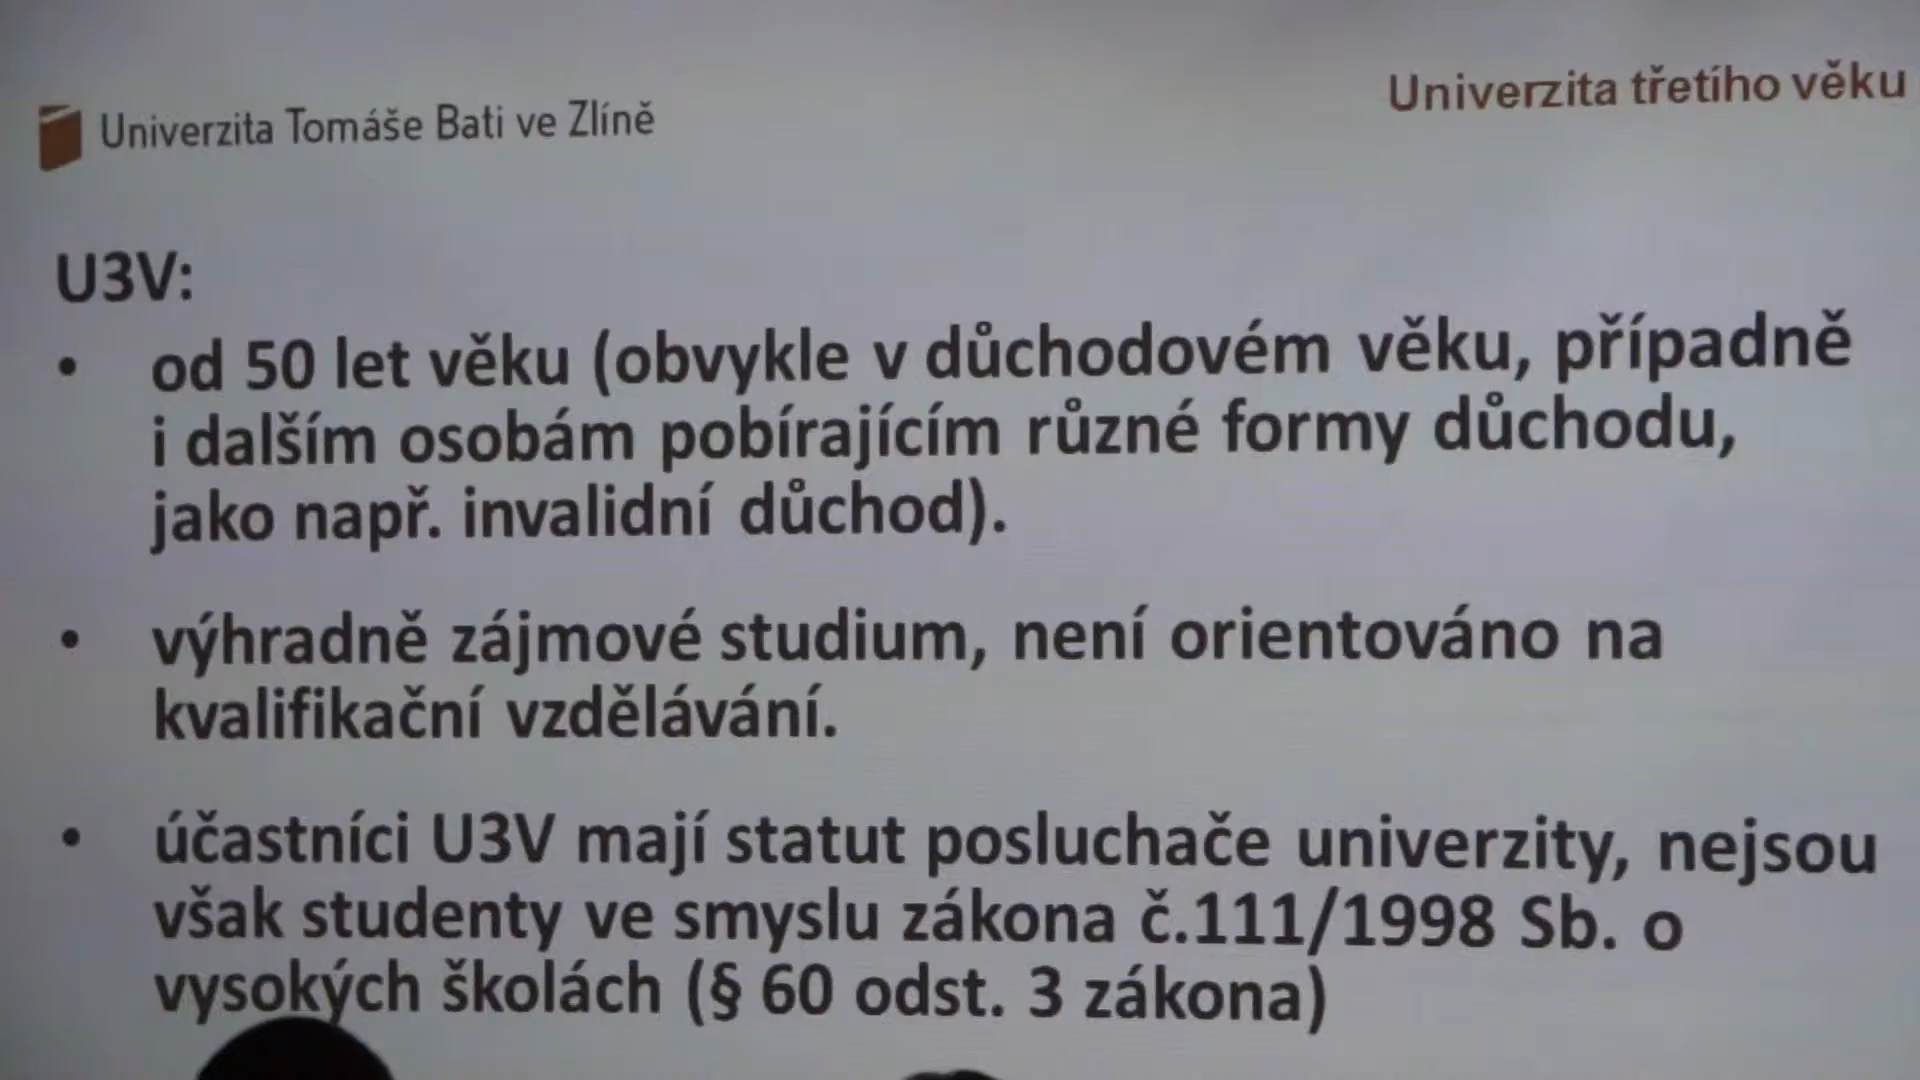 Univerzita Tomáše Bati ve Zlíně
Univerzita třetího věku
U3V:
• od 50 let věku (obvykle v důchodovém věku, případně
i dalším osobám pobírajícím různé formy důchodu,
jako např. invalidní důchod).
• výhradně zájmové studium, není orientováno na
kvalifikační vzdělávání.
• účastníci U3V mají statut posluchače univerzity, nejsou
však studenty ve smyslu zákona č.111/1998 Sb. o
vysokých školách (§ 60 odst. 3 zákona)